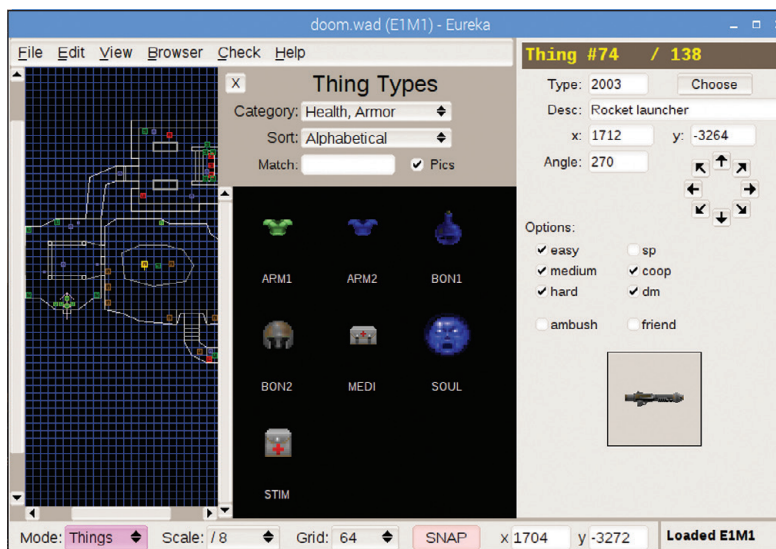 doom.wad (E1M1) - Eureka
File Edit View Browser Check Help
X Thing Types
Category: Health, Armor
Sort: Alphabetical
Match: Pics
ARM1 ARM2 BON1
BON2 MEDI SOUL
STIM
Thing #74 / 138
Type: 2003 Choose
Desc: Rocket launcher
x: 1712 y: -3264
Angle: 270
Options:
easy sp
medium coop
hard dm
ambush friend
Mode: Things Scale: / 8 Grid: 64 SNAP x 1704 y -3272 Loaded E1M1